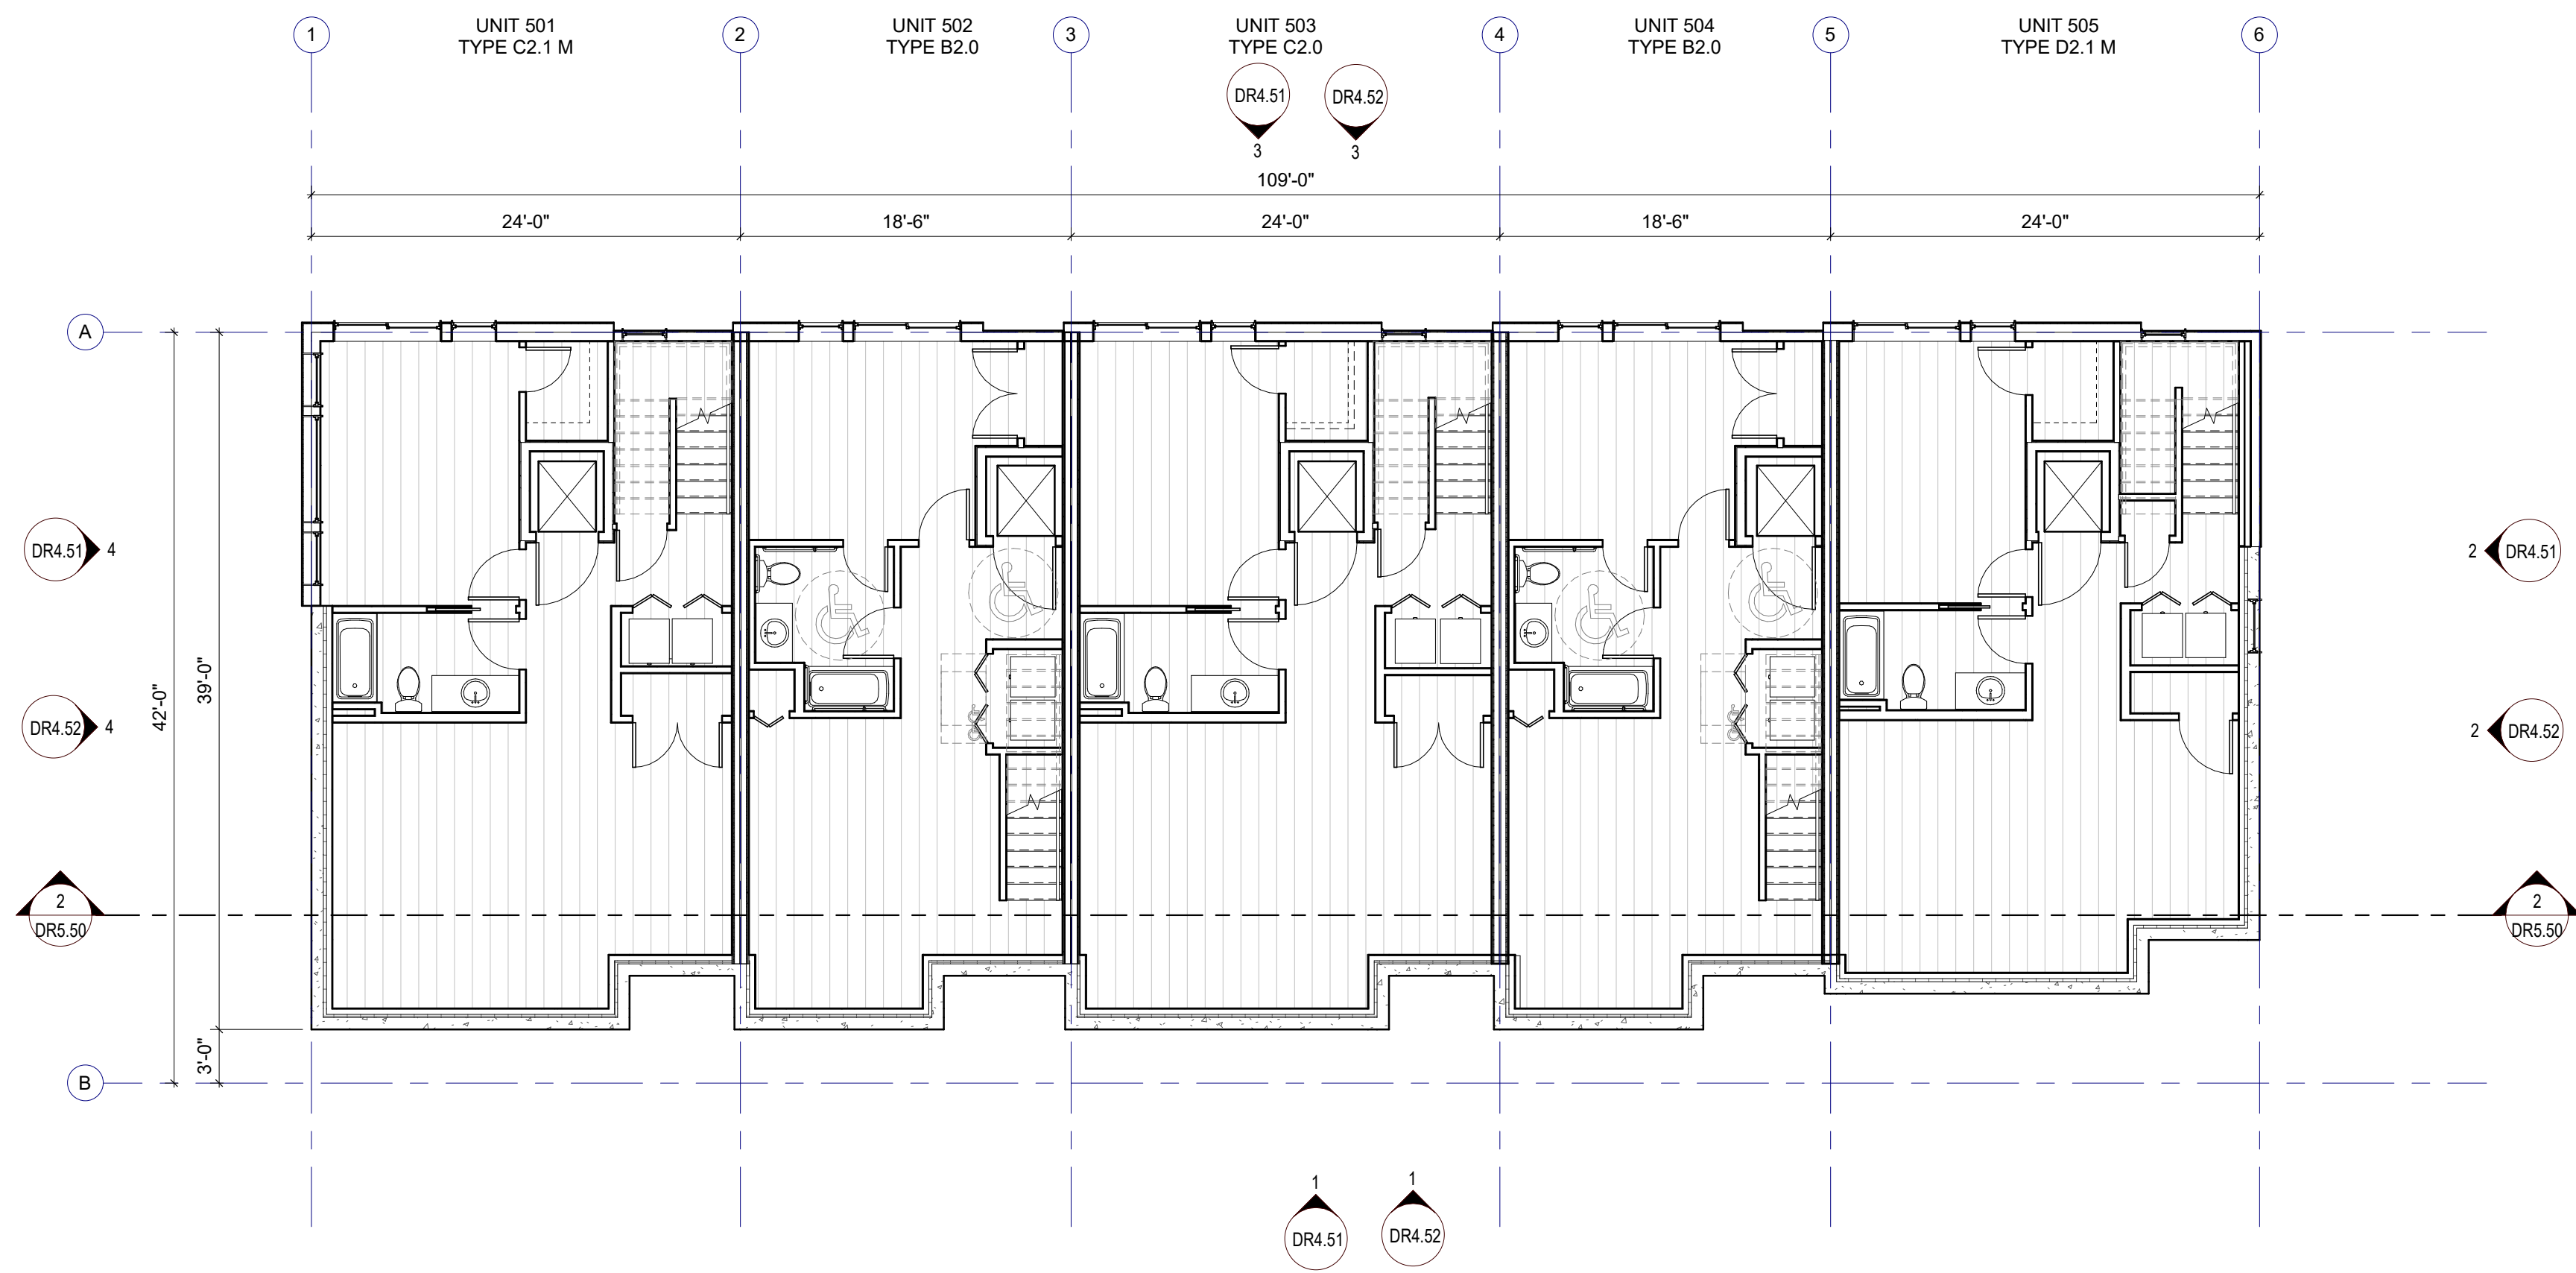 UNIT 501
TYPE C2.1 M
UNIT 502
TYPE B2.0
UNIT 503
TYPE C2.0
UNIT 504
TYPE B2.0
UNIT 505
TYPE D2.1 M
1
2
3
4
5
6
DR4.51
3
DR4.52
3
109'-0"
24'-0"
18'-6"
24'-0"
18'-6"
24'-0"
A
DR4.51
4
2
DR4.51
42'-0"
39'-0"
DR4.52
4
2
DR4.52
2
DR5.50
2
DR5.50
3'-0"
B
1
DR4.51
1
DR4.52